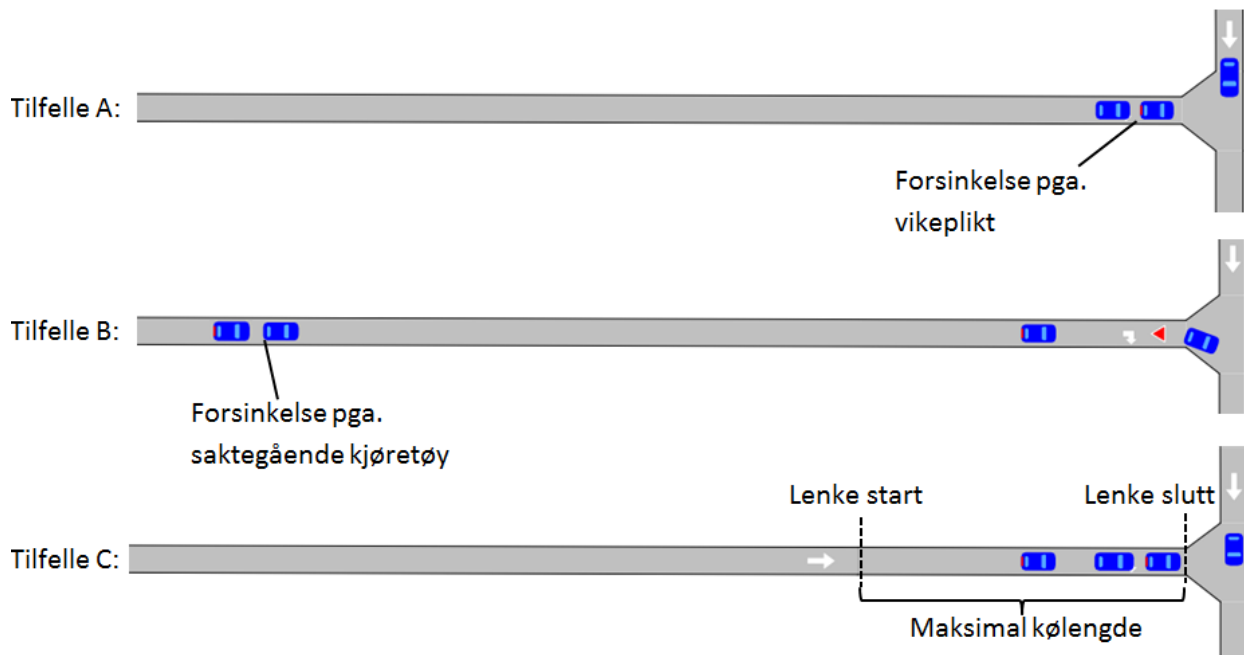 Tilfelle A:
Forsinkelse pga.
vikeplikt
Tilfelle B:
Forsinkelse pga.
saktegående kjøretøy
Lenke start
Lenke slutt
Tilfelle C:
Maksimal kølengde